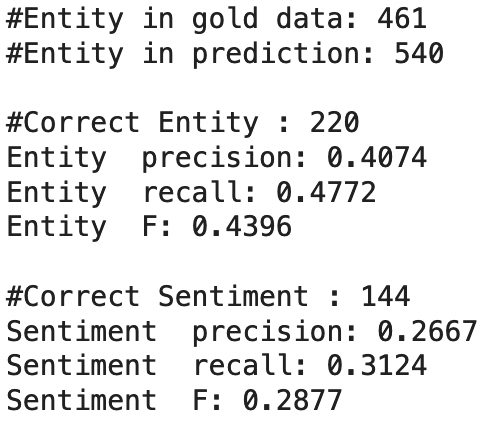 #Entity in gold data: 461
#Entity in prediction: 540

#Correct Entity : 220
Entity  precision: 0.4074
Entity  recall: 0.4772
Entity  F: 0.4396

#Correct Sentiment : 144
Sentiment  precision: 0.2667
Sentiment  recall: 0.3124
Sentiment  F: 0.2877